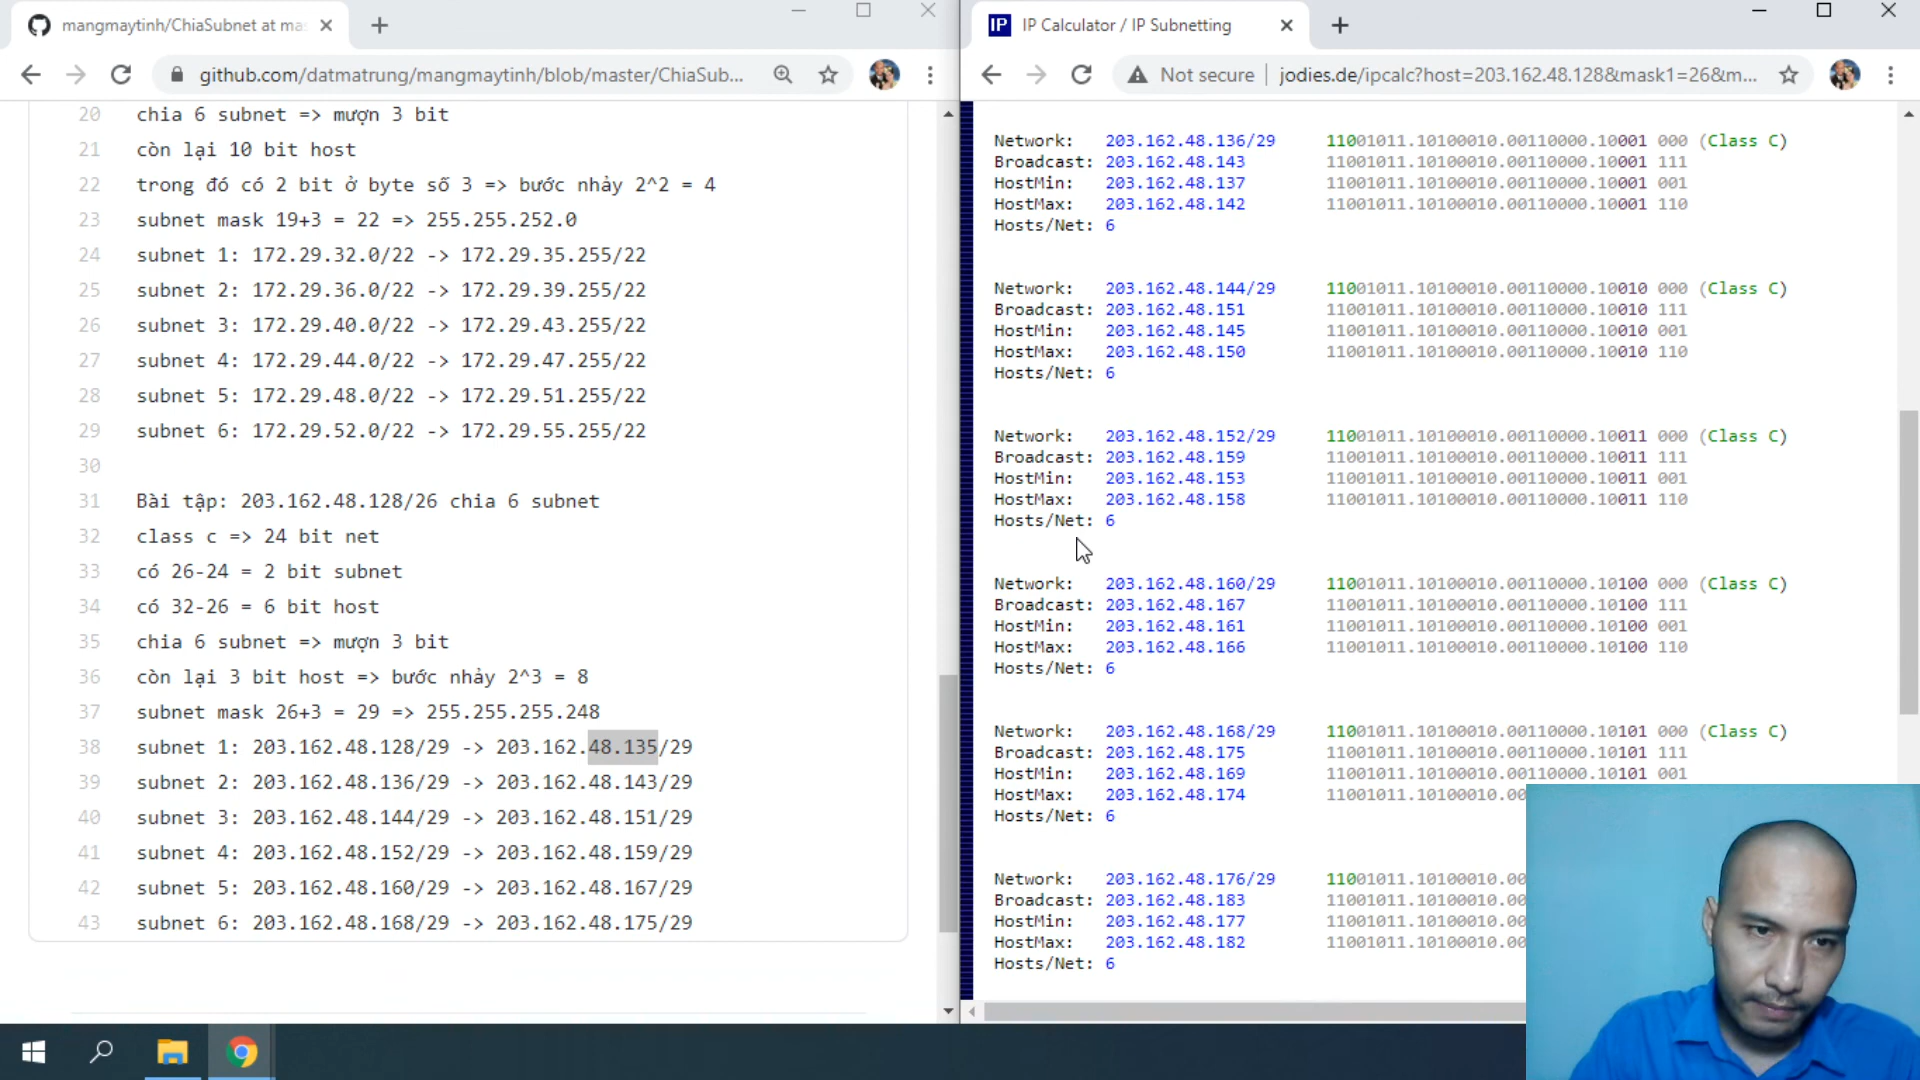 mangmaytinh/ChiaSubnet at mas
github.com/datmatrung/mangmaytinh/blob/master/ChiaSub...
20 chia 6 subnet => mượn 3 bit
21 còn lại 10 bit host
22 trong đó có 2 bit ở byte số 3 => bước nhảy 2^2 = 4
23 subnet mask 19+3 = 22 => 255.255.252.0
24 subnet 1: 172.29.32.0/22 -> 172.29.35.255/22
25 subnet 2: 172.29.36.0/22 -> 172.29.39.255/22
26 subnet 3: 172.29.40.0/22 -> 172.29.43.255/22
27 subnet 4: 172.29.44.0/22 -> 172.29.47.255/22
28 subnet 5: 172.29.48.0/22 -> 172.29.51.255/22
29 subnet 6: 172.29.52.0/22 -> 172.29.55.255/22
30
31 Bài tập: 203.162.48.128/26 chia 6 subnet
32 class c => 24 bit net
33 có 26-24 = 2 bit subnet
34 có 32-26 = 6 bit host
35 chia 6 subnet => mượn 3 bit
36 còn lại 3 bit host => bước nhảy 2^3 = 8
37 subnet mask 26+3 = 29 => 255.255.255.248
38 subnet 1: 203.162.48.128/29 -> 203.162.48.135/29
39 subnet 2: 203.162.48.136/29 -> 203.162.48.143/29
40 subnet 3: 203.162.48.144/29 -> 203.162.48.151/29
41 subnet 4: 203.162.48.152/29 -> 203.162.48.159/29
42 subnet 5: 203.162.48.160/29 -> 203.162.48.167/29
43 subnet 6: 203.162.48.168/29 -> 203.162.48.175/29
IP IP Calculator / IP Subnetting
Not secure jodies.de/ipcalc?host=203.162.48.128&mask1=26&m...
Network: 203.162.48.136/29 11001011.10100010.00110000.10001 000 (Class C)
Broadcast: 203.162.48.143 11001011.10100010.00110000.10001 111
HostMin: 203.162.48.137 11001011.10100010.00110000.10001 001
HostMax: 203.162.48.142 11001011.10100010.00110000.10001 110
Hosts/Net: 6
Network: 203.162.48.144/29 11001011.10100010.00110000.10010 000 (Class C)
Broadcast: 203.162.48.151 11001011.10100010.00110000.10010 111
HostMin: 203.162.48.145 11001011.10100010.00110000.10010 001
HostMax: 203.162.48.150 11001011.10100010.00110000.10010 110
Hosts/Net: 6
Network: 203.162.48.152/29 11001011.10100010.00110000.10011 000 (Class C)
Broadcast: 203.162.48.159 11001011.10100010.00110000.10011 111
HostMin: 203.162.48.153 11001011.10100010.00110000.10011 001
HostMax: 203.162.48.158 11001011.10100010.00110000.10011 110
Hosts/Net: 6
Network: 203.162.48.160/29 11001011.10100010.00110000.10100 000 (Class C)
Broadcast: 203.162.48.167 11001011.10100010.00110000.10100 111
HostMin: 203.162.48.161 11001011.10100010.00110000.10100 001
HostMax: 203.162.48.166 11001011.10100010.00110000.10100 110
Hosts/Net: 6
Network: 203.162.48.168/29 11001011.10100010.00110000.10101 000 (Class C)
Broadcast: 203.162.48.175 11001011.10100010.00110000.10101 111
HostMin: 203.162.48.169 11001011.10100010.00110000.10101 001
HostMax: 203.162.48.174 11001011.10100010.00
Hosts/Net: 6
Network: 203.162.48.176/29 11001011.10100010.00
Broadcast: 203.162.48.183 11001011.10100010.00
HostMin: 203.162.48.177 11001011.10100010.00
HostMax: 203.162.48.182 11001011.10100010.00
Hosts/Net: 6